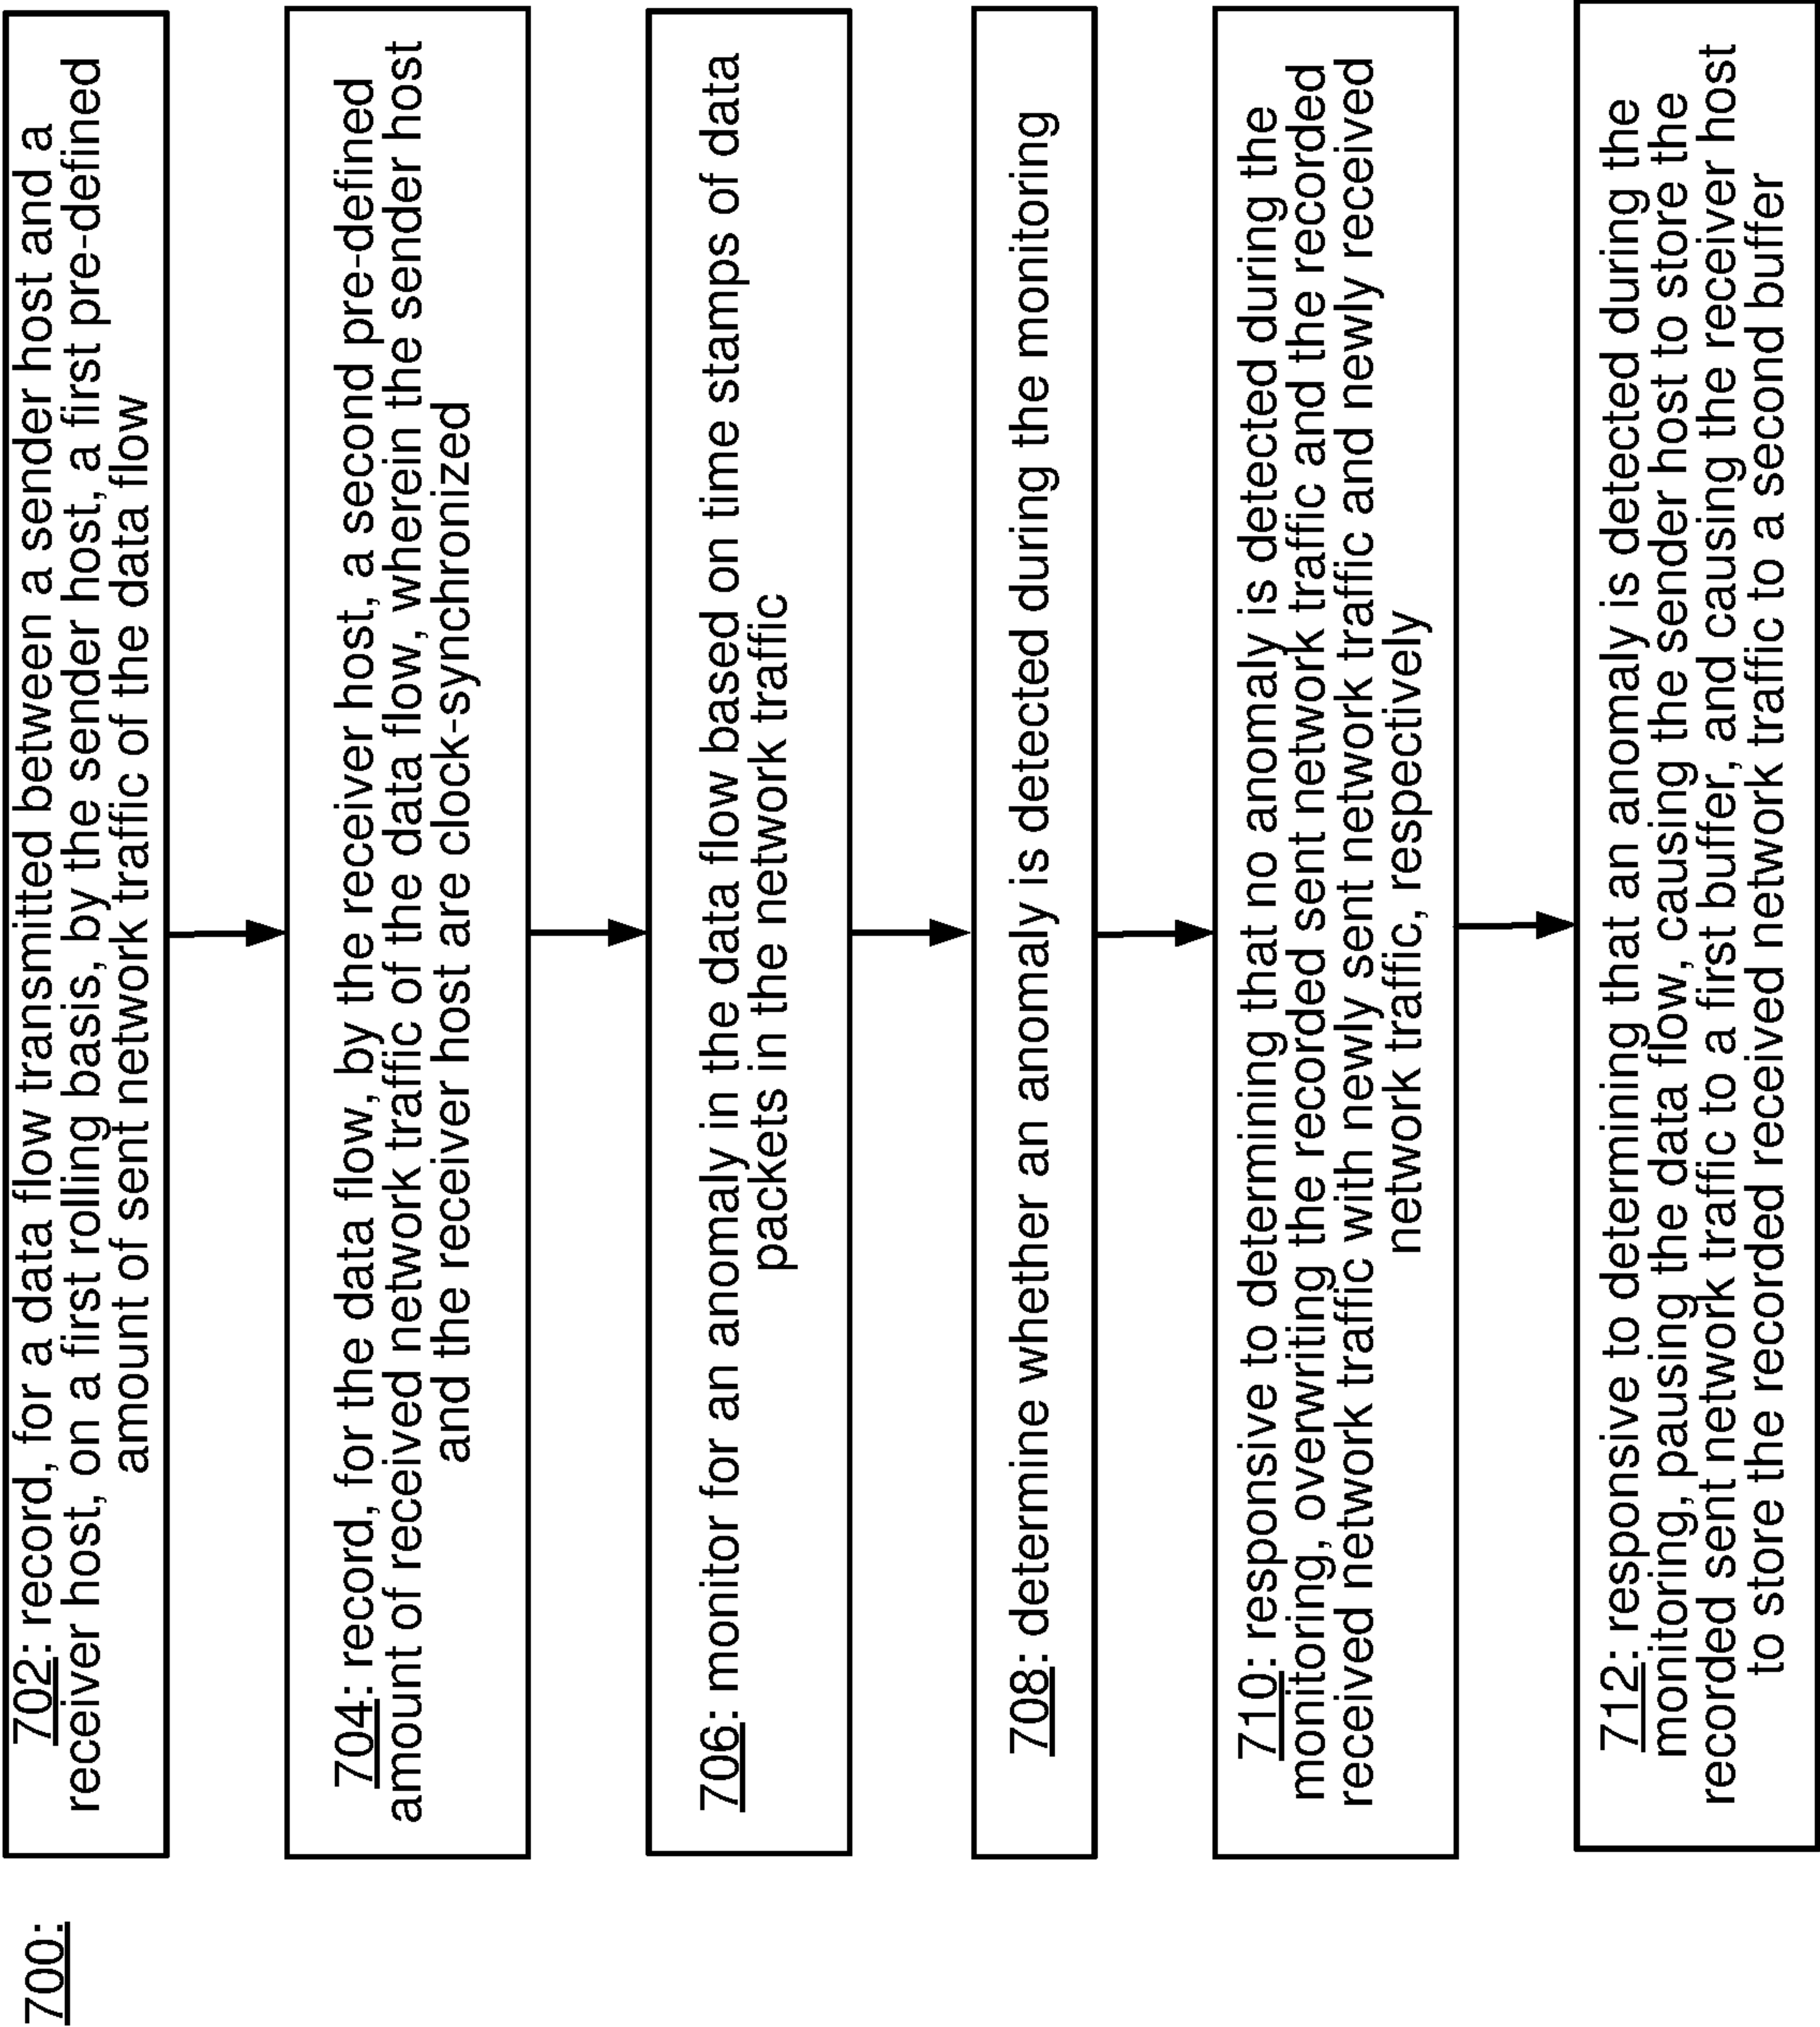 700:
702: record, for a data flow transmitted between a sender host and a
receiver host, on a first rolling basis, by the sender host, a first pre-defined
amount of sent network traffic of the data flow
704: record, for the data flow, by the receiver host, a second pre-defined
amount of received network traffic of the data flow, wherein the sender host
and the receiver host are clock-synchronized
706: monitor for an anomaly in the data flow based on time stamps of data
packets in the network traffic
708: determine whether an anomaly is detected during the monitoring
710: responsive to determining that no anomaly is detected during the
monitoring, overwriting the recorded sent network traffic and the recorded
received network traffic with newly sent network traffic and newly received
network traffic, respectively
712: responsive to determining that an anomaly is detected during the
monitoring, pausing the data flow, causing the sender host to store the
recorded sent network traffic to a first buffer, and causing the receiver host
to store the recorded received network traffic to a second buffer